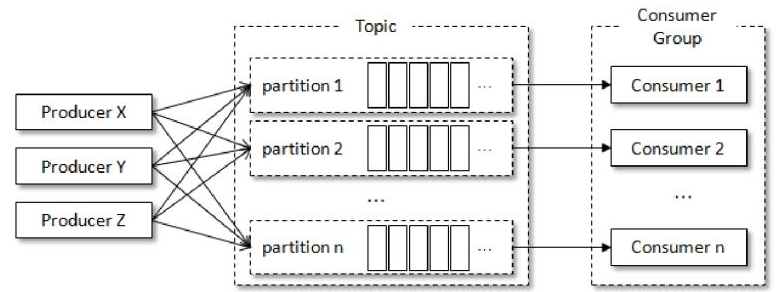 Topic
Consumer
Group
Producer X
Producer Y
Producer Z
partition 1 ...
partition 2 ...
...
partition n ...
Consumer 1
Consumer 2
...
Consumer n